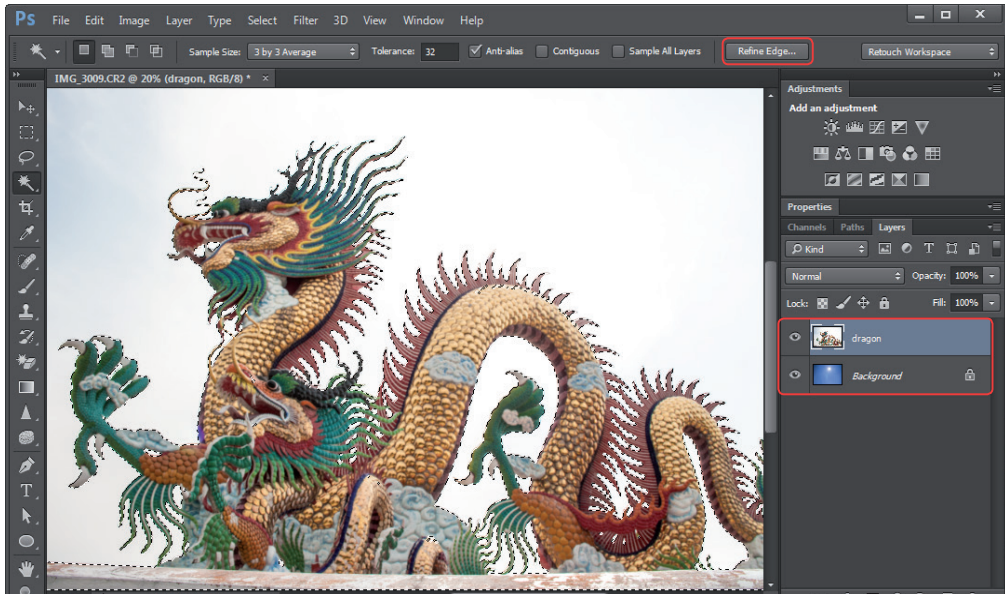 Ps File Edit Image Layer Type Select Filter 3D View Window Help
Sample Size: 3 by 3 Average Tolerance: 32 Anti-alias Contiguous Sample All Layers Refine Edge... Retouch Workspace
IMG_3009.CR2 @ 20% (dragon, RGB/8) * ×
Adjustments
Add an adjustment
Properties
Channels Paths Layers
Kind T
Normal Opacity: 100%
Lock: Fill: 100%
dragon
Background
T